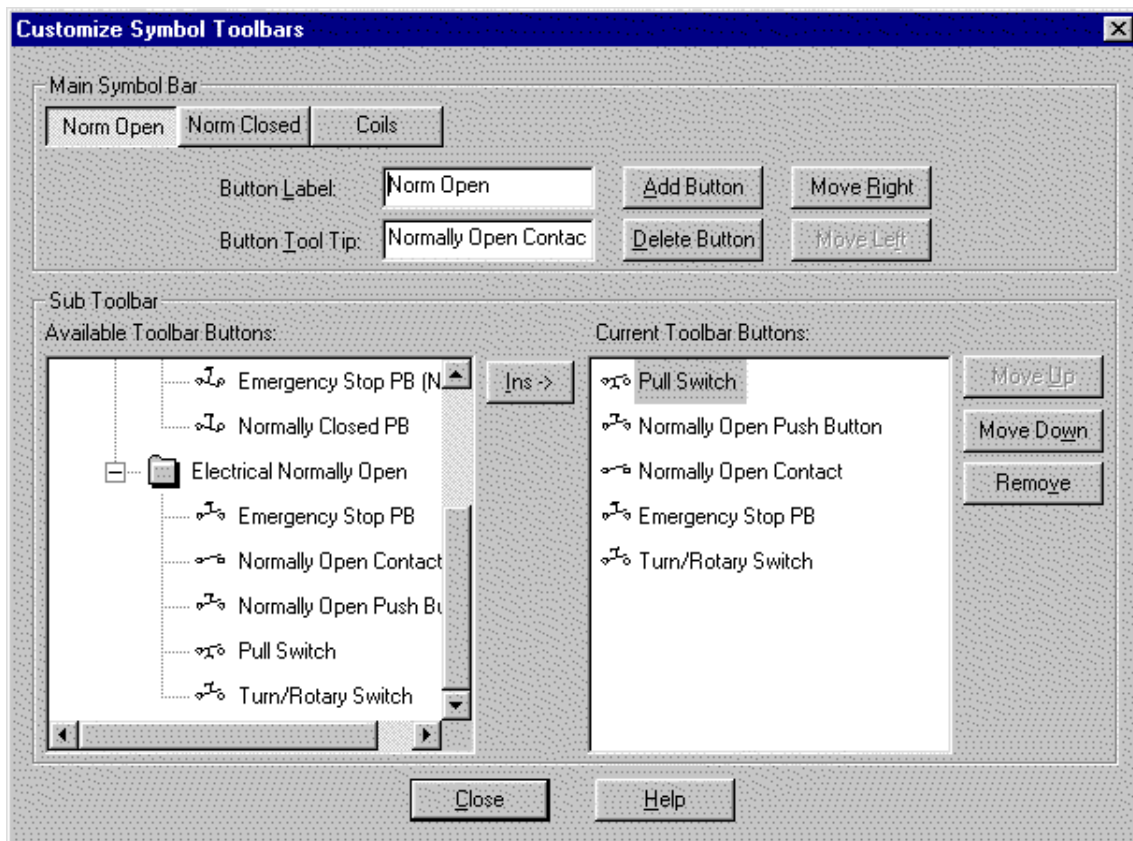 Customize Symbol Toolbars
Main Symbol Bar
Norm Open Norm Closed Coils
Button Label: Norm Open Add Button Move Right
Button Tool Tip: Normally Open Contac Delete Button Move Left
Sub Toolbar
Available Toolbar Buttons:
Emergency Stop PB (N
Normally Closed PB
Electrical Normally Open
Emergency Stop PB
Normally Open Contact
Normally Open Push Bu
Pull Switch
Turn/Rotary Switch
Ins ->
Current Toolbar Buttons:
Pull Switch
Normally Open Push Button
Normally Open Contact
Emergency Stop PB
Turn/Rotary Switch
Move Up
Move Down
Remove
Close Help